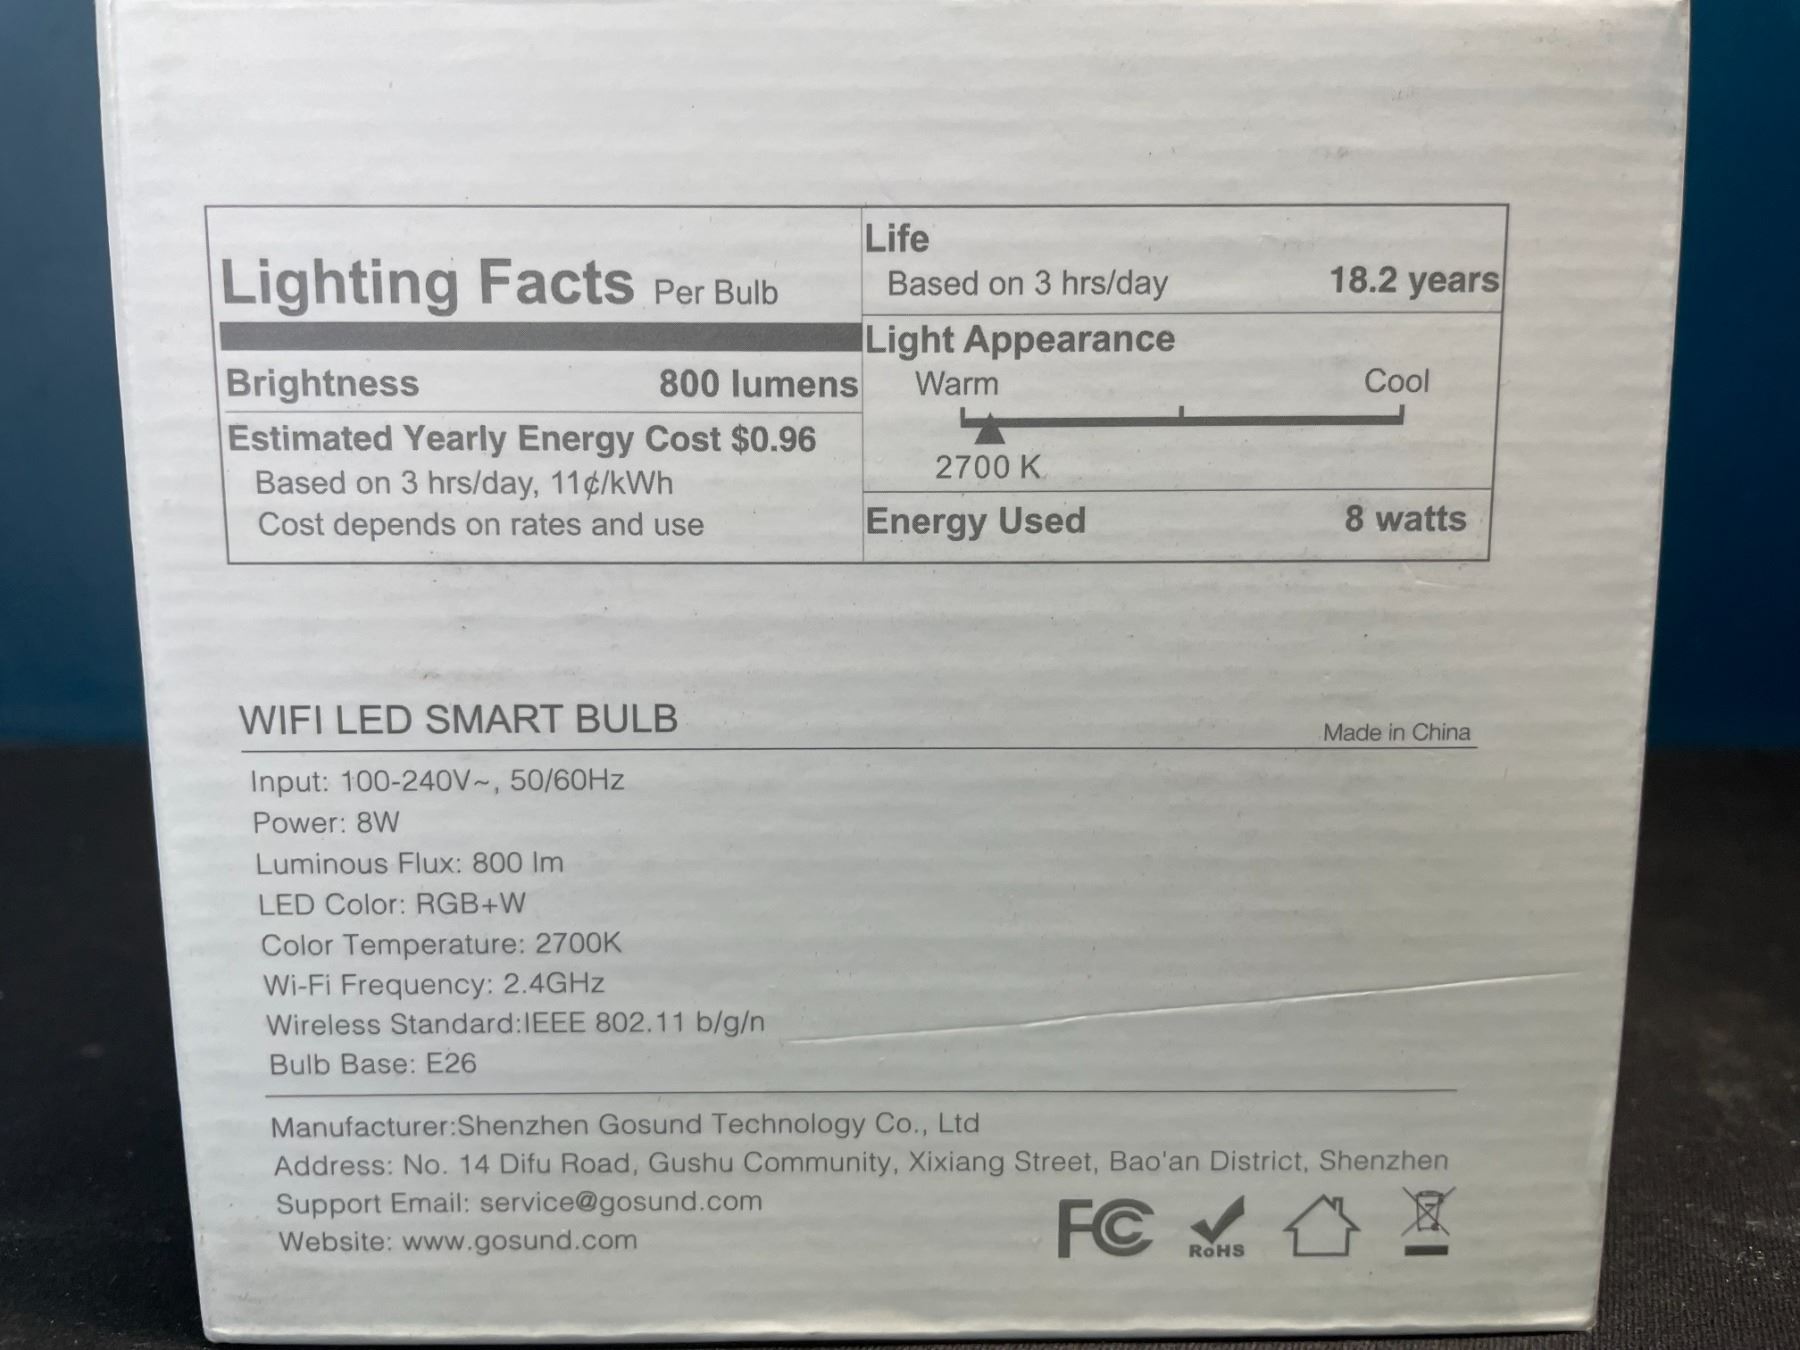 Lighting Facts Per Bulb
Brightness 800 lumens
Estimated Yearly Energy Cost $0.96
Based on 3 hrs/day, 11¢/kWh
Cost depends on rates and use
Life
Based on 3 hrs/day 18.2 years
Light Appearance
Warm Cool
2700 K
Energy Used 8 watts
WIFI LED SMART BULB Made in China
Input: 100-240V~, 50/60Hz
Power: 8W
Luminous Flux: 800 lm
LED Color: RGB+W
Color Temperature: 2700K
Wi-Fi Frequency: 2.4GHz
Wireless Standard:IEEE 802.11 b/g/n
Bulb Base: E26
Manufacturer:Shenzhen Gosund Technology Co., Ltd
Address: No. 14 Difu Road, Gushu Community, Xixiang Street, Bao'an District, Shenzhen
Support Email: service@gosund.com
Website: www.gosund.com
FC RoHS